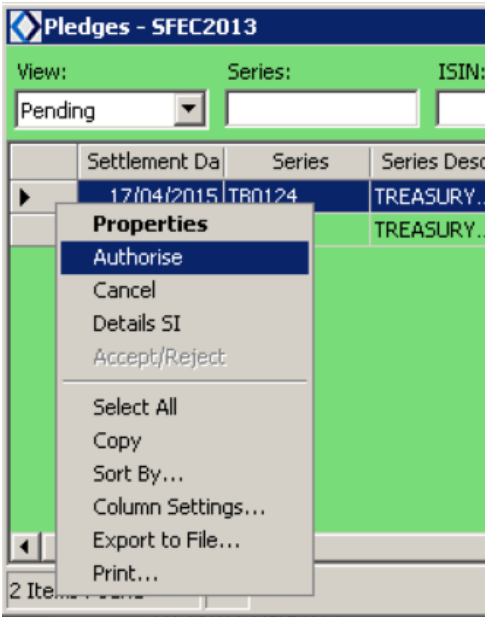 Pledges - SFEC2013
View: Series: ISIN:
Pending
Settlement Da Series Series Desc
17/04/2015 TB0124 TREASURY...
TREASURY...
Properties
Authorise
Cancel
Details SI
Accept/Reject
Select All
Copy
Sort By...
Column Settings...
Export to File...
Print...
2 Ite